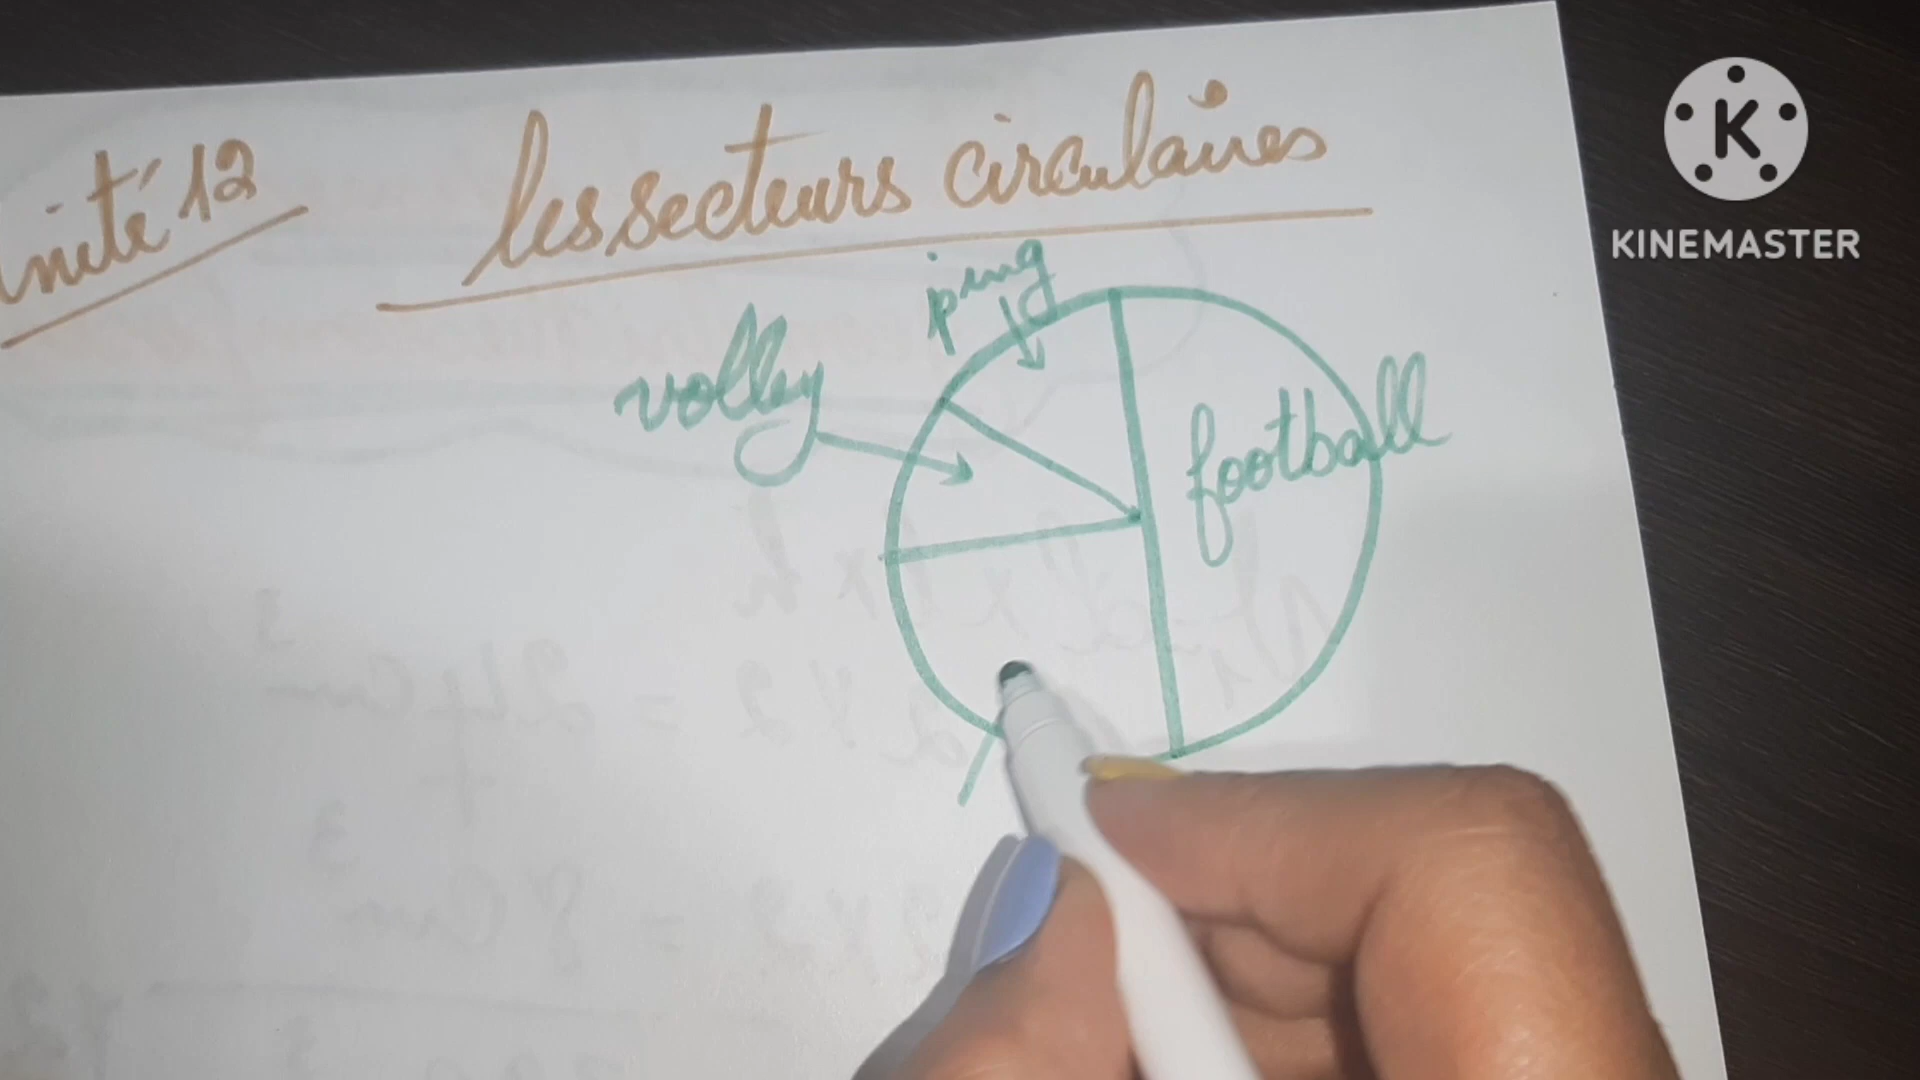 nité 12
les secteurs circulaires
ping
volley
football
K
KINEMASTER